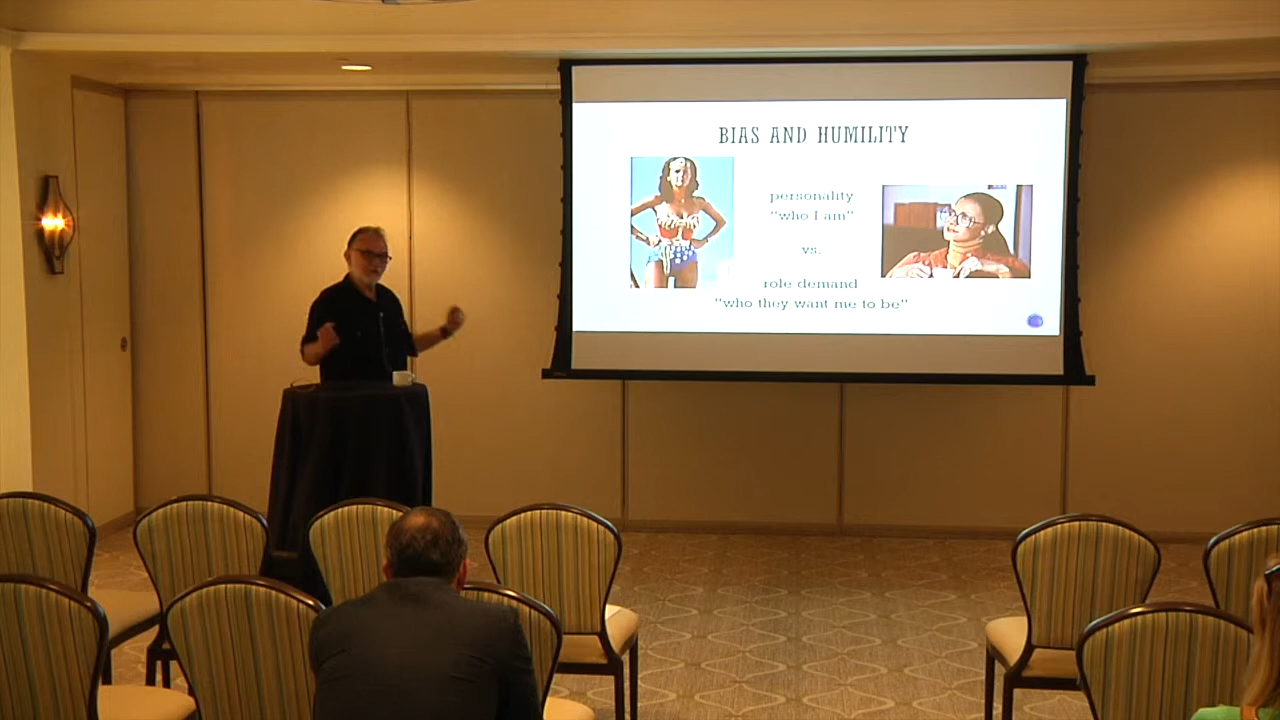 BIAS AND HUMILITY
personality
"who I am"
vs.
role demand
"who they want me to be"